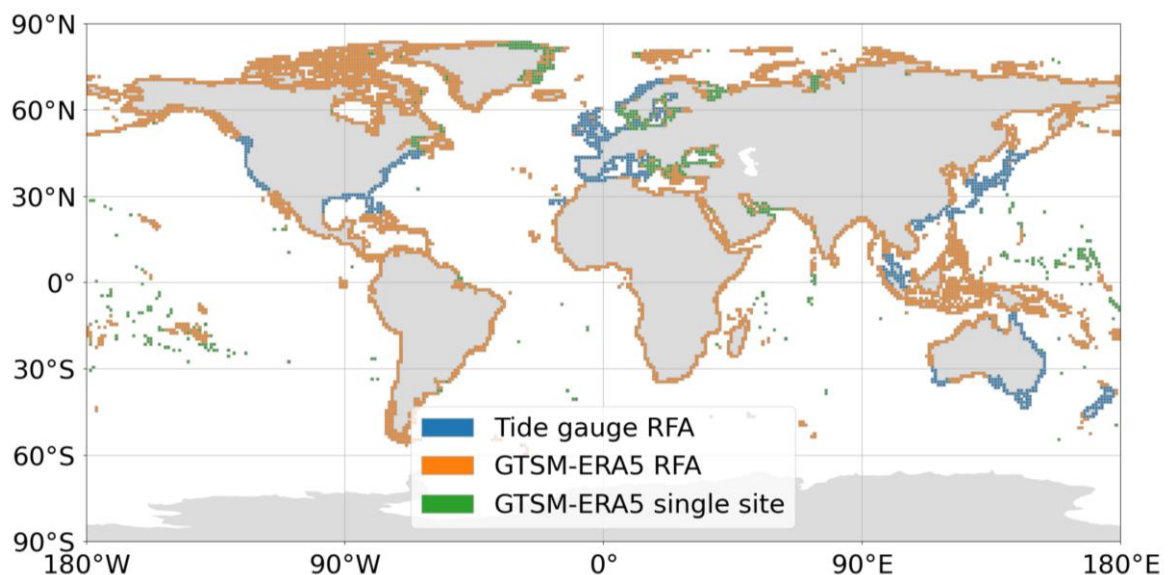 90°N
60°N
30°N
0°
30°S
60°S
90°S
Tide gauge RFA
GTSM-ERA5 RFA
GTSM-ERA5 single site
180°W 90°W 0° 90°E 180°E